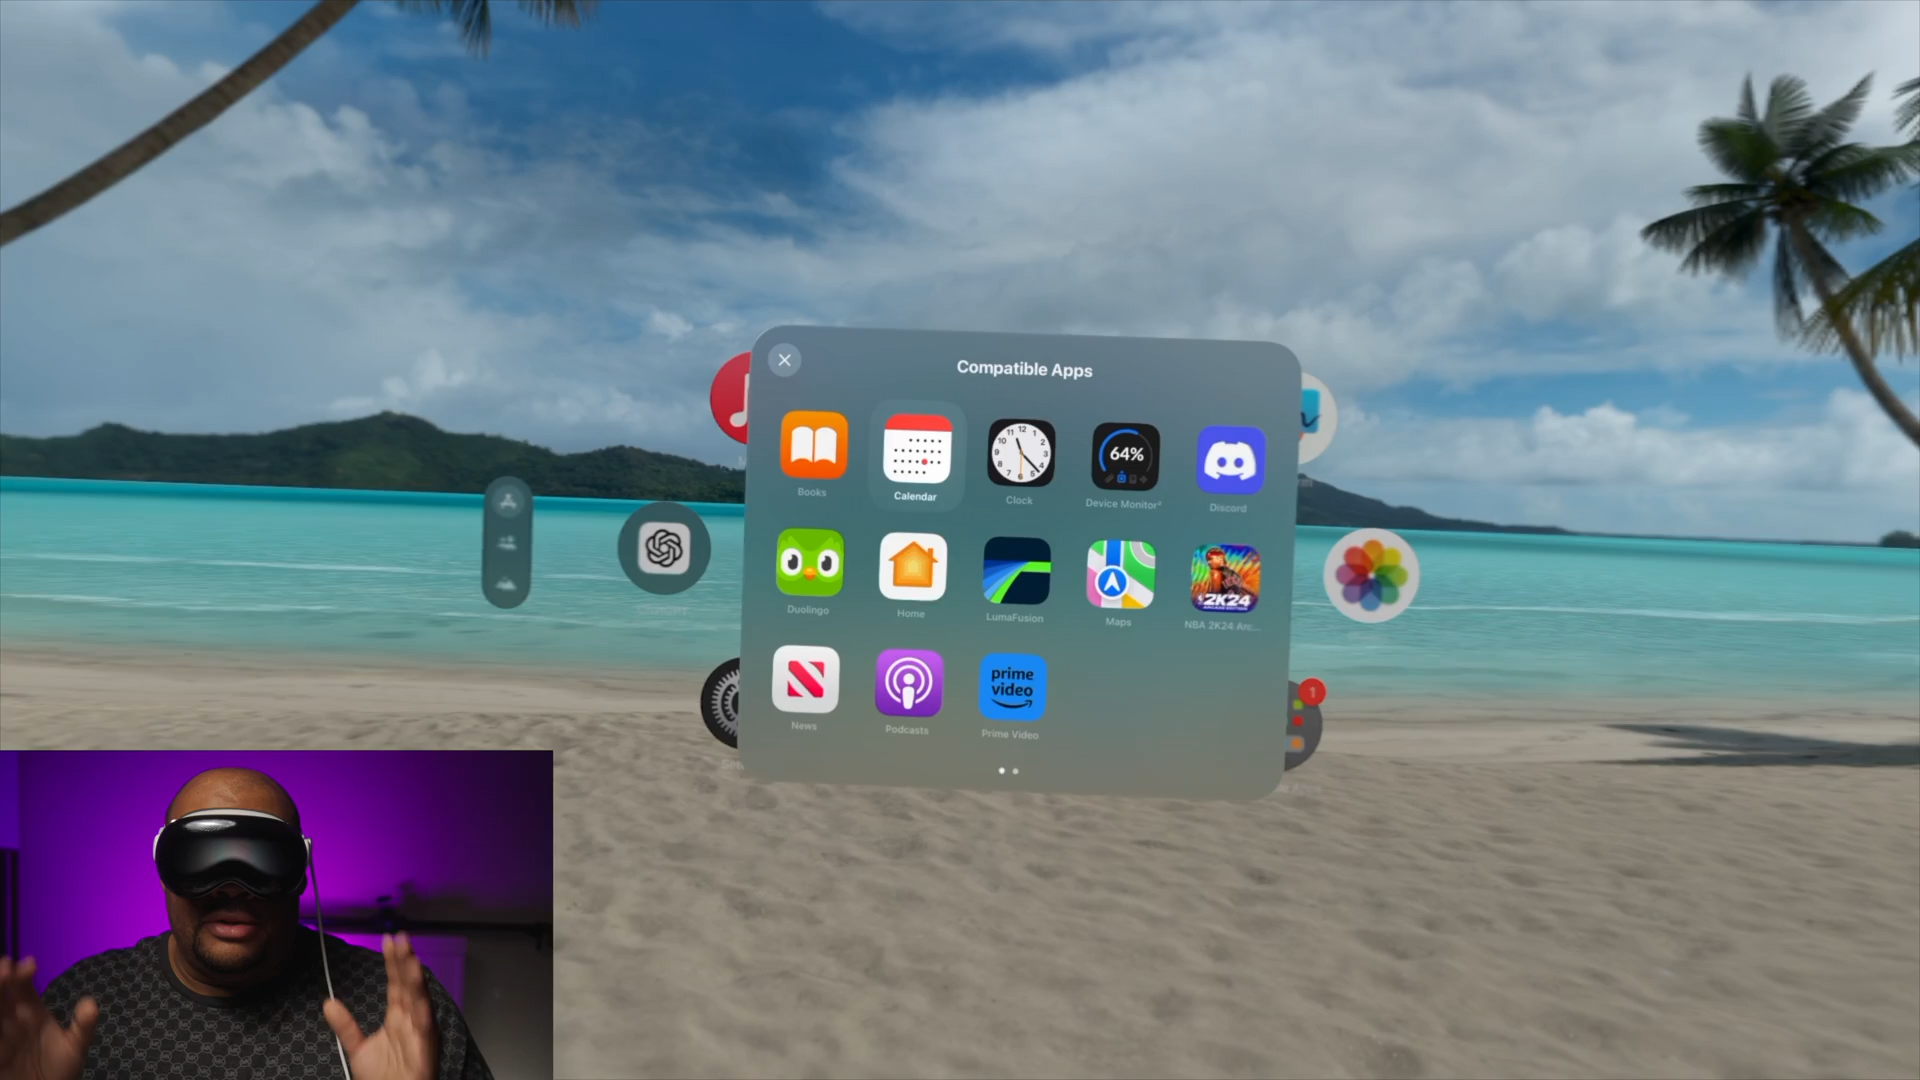 Compatible Apps
64%
Books
Calendar
Clock
Device Monitor²
Discord
2K24
Duolingo
Home
LumaFusion
Maps
NBA 2K24 Arc...
prime
video
News
Podcasts
Prime Video
1